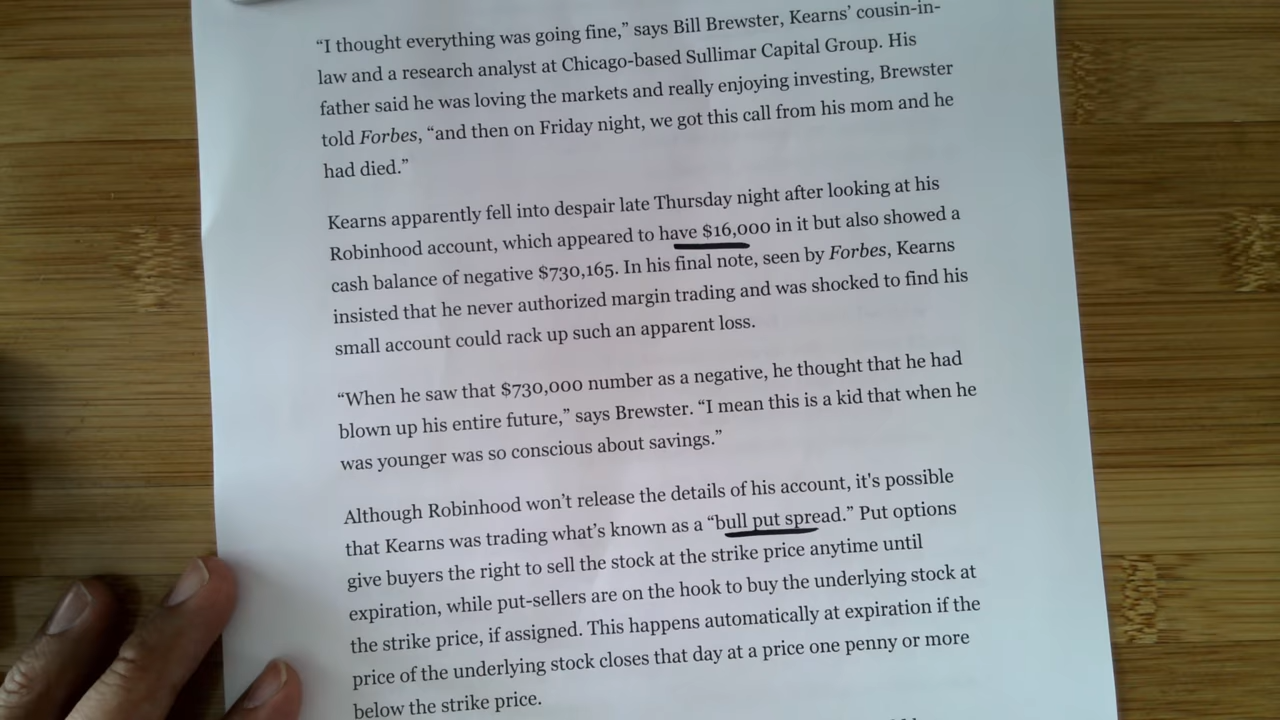 “I thought everything was going fine,” says Bill Brewster, Kearns’ cousin-in-
law and a research analyst at Chicago-based Sullimar Capital Group. His
father said he was loving the markets and really enjoying investing, Brewster
told Forbes, “and then on Friday night, we got this call from his mom and he
had died.”
Kearns apparently fell into despair late Thursday night after looking at his
Robinhood account, which appeared to have $16,000 in it but also showed a
cash balance of negative $730,165. In his final note, seen by Forbes, Kearns
insisted that he never authorized margin trading and was shocked to find his
small account could rack up such an apparent loss.
“When he saw that $730,000 number as a negative, he thought that he had
blown up his entire future,” says Brewster. “I mean this is a kid that when he
was younger was so conscious about savings.”
Although Robinhood won’t release the details of his account, it's possible
that Kearns was trading what’s known as a “bull put spread.” Put options
give buyers the right to sell the stock at the strike price anytime until
expiration, while put-sellers are on the hook to buy the underlying stock at
the strike price, if assigned. This happens automatically at expiration if the
price of the underlying stock closes that day at a price one penny or more
below the strike price.